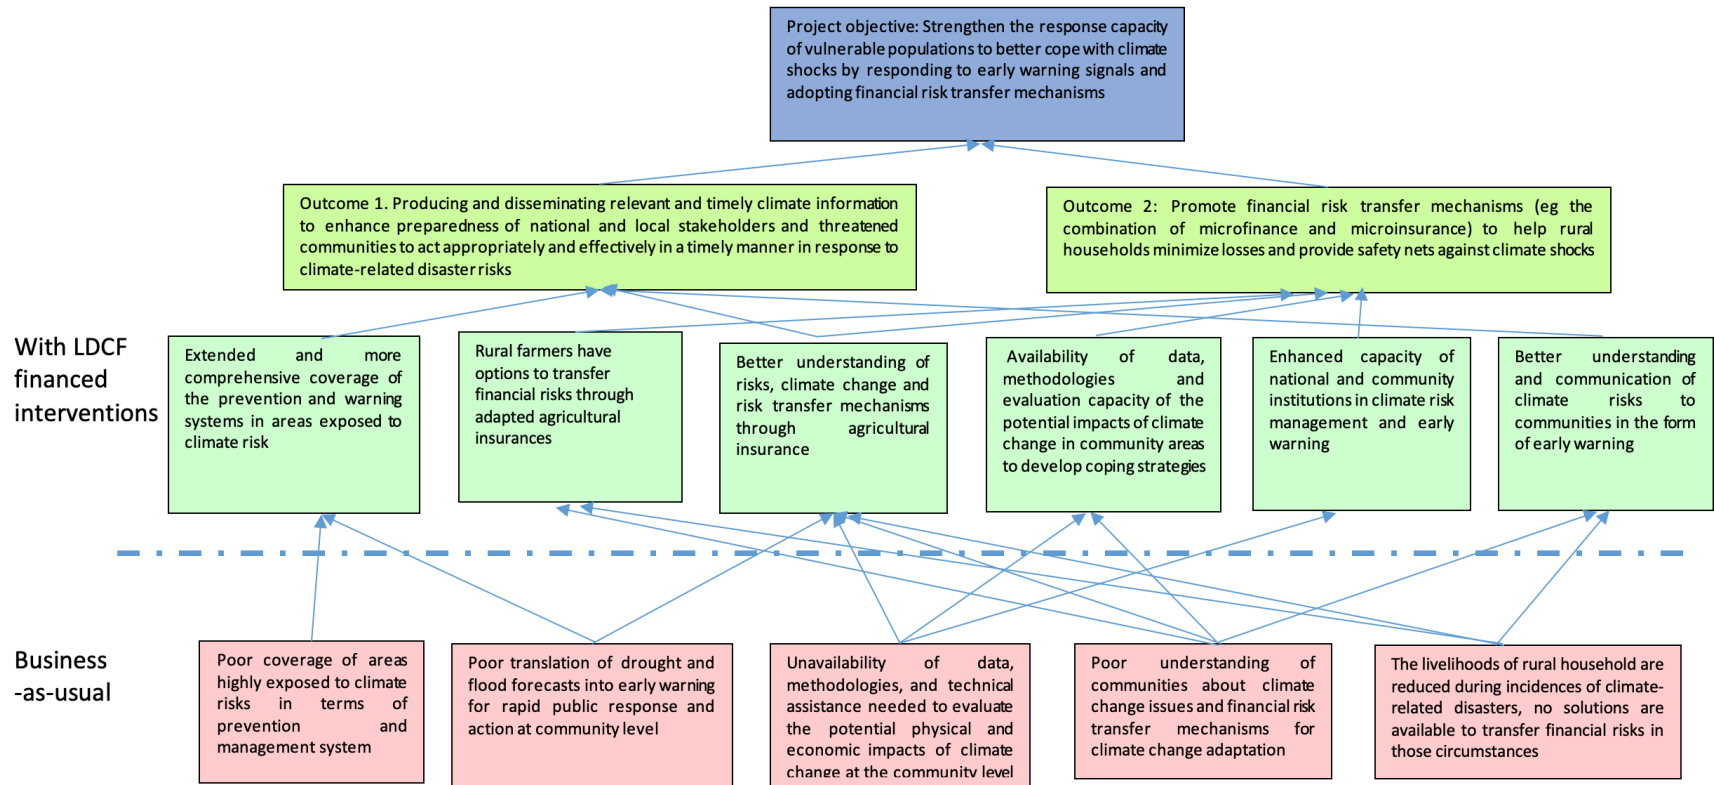 Project objective: Strengthen the response capacity
of vulnerable populations to better cope with climate
shocks by responding to early warning signals and
adopting financial risk transfer mechanisms
Outcome 1. Producing and disseminating relevant and timely climate information
to enhance preparedness of national and local stakeholders and threatened
communities to act appropriately and effectively in a timely manner in response to
climate-related disaster risks
Outcome 2: Promote financial risk transfer mechanisms (eg the
combination of microfinance and microinsurance) to help rural
households minimize losses and provide safety nets against climate shocks
With LDCF
financed
interventions
Extended and more
comprehensive coverage of
the prevention and warning
systems in areas exposed to
climate risk
Rural farmers have
options to transfer
financial risks through
adapted agricultural
insurances
Better understanding of
risks, climate change and
risk transfer mechanisms
through agricultural
insurance
Availability of data,
methodologies and
evaluation capacity of the
potential impacts of climate
change in community areas
to develop coping strategies
Enhanced capacity of
national and community
institutions in climate risk
management and early
warning
Better understanding
and communication of
climate risks to
communities in the form
of early warning
Business
-as-usual
Poor coverage of areas
highly exposed to climate
risks in terms of
prevention and
management system
Poor translation of drought and
flood forecasts into early warning
for rapid public response and
action at community level
Unavailability of data,
methodologies, and technical
assistance needed to evaluate
the potential physical and
economic impacts of climate
change at the community level
Poor understanding of
communities about climate
change issues and financial risk
transfer mechanisms for
climate change adaptation
The livelihoods of rural household are
reduced during incidences of climate-
related disasters, no solutions are
available to transfer financial risks in
those circumstances